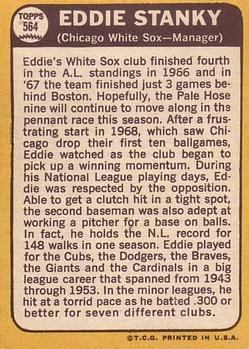 TOPPS
564
EDDIE STANKY
(Chicago White Sox—Manager)
Eddie's White Sox club finished fourth
in the A.L. standings in 1966 and in
'67 the team finished just 3 games be-
hind Boston. Hopefully, the Pale Hose
nine will continue to move along in the
pennant race this season. After a fru-
strating start in 1968, which saw Chi-
cago drop their first ten ballgames,
Eddie watched as the club began to
pick up a winning momentum. During
his National League playing days, Ed-
die was respected by the opposition.
Able to get a clutch hit in a tight spot,
the second baseman was also adept at
working a pitcher for a base on balls.
In fact, he holds the N.L. record for
148 walks in one season. Eddie played
for the Cubs, the Dodgers, the Braves,
the Giants and the Cardinals in a big
league career that spanned from 1943
through 1953. In the minor leagues, he
hit at a torrid pace as he batted .300 or
better for seven different clubs.
©T.C.G. PRINTED IN U.S.A.